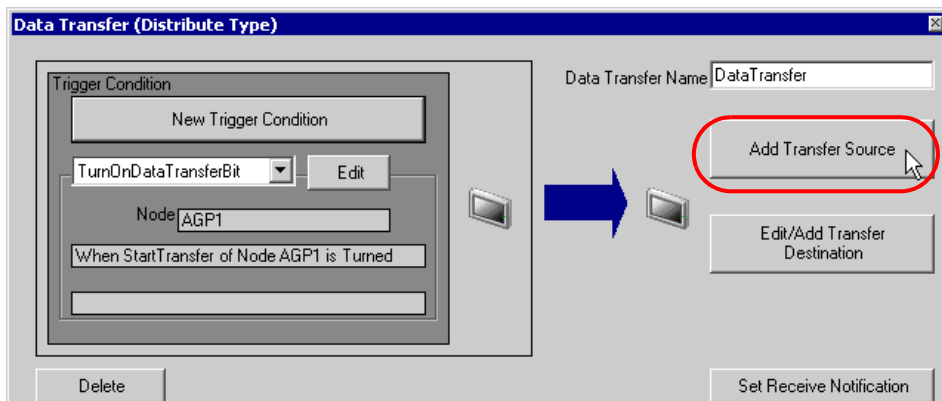 Data Transfer (Distribute Type)
Trigger Condition
New Trigger Condition
TurnOnDataTransferBit
Edit
Node
AGP1
When StartTransfer of Node AGP1 is Turned
Data Transfer Name
DataTransfer
Add Transfer Source
Edit/Add Transfer
Destination
Delete
Set Receive Notification